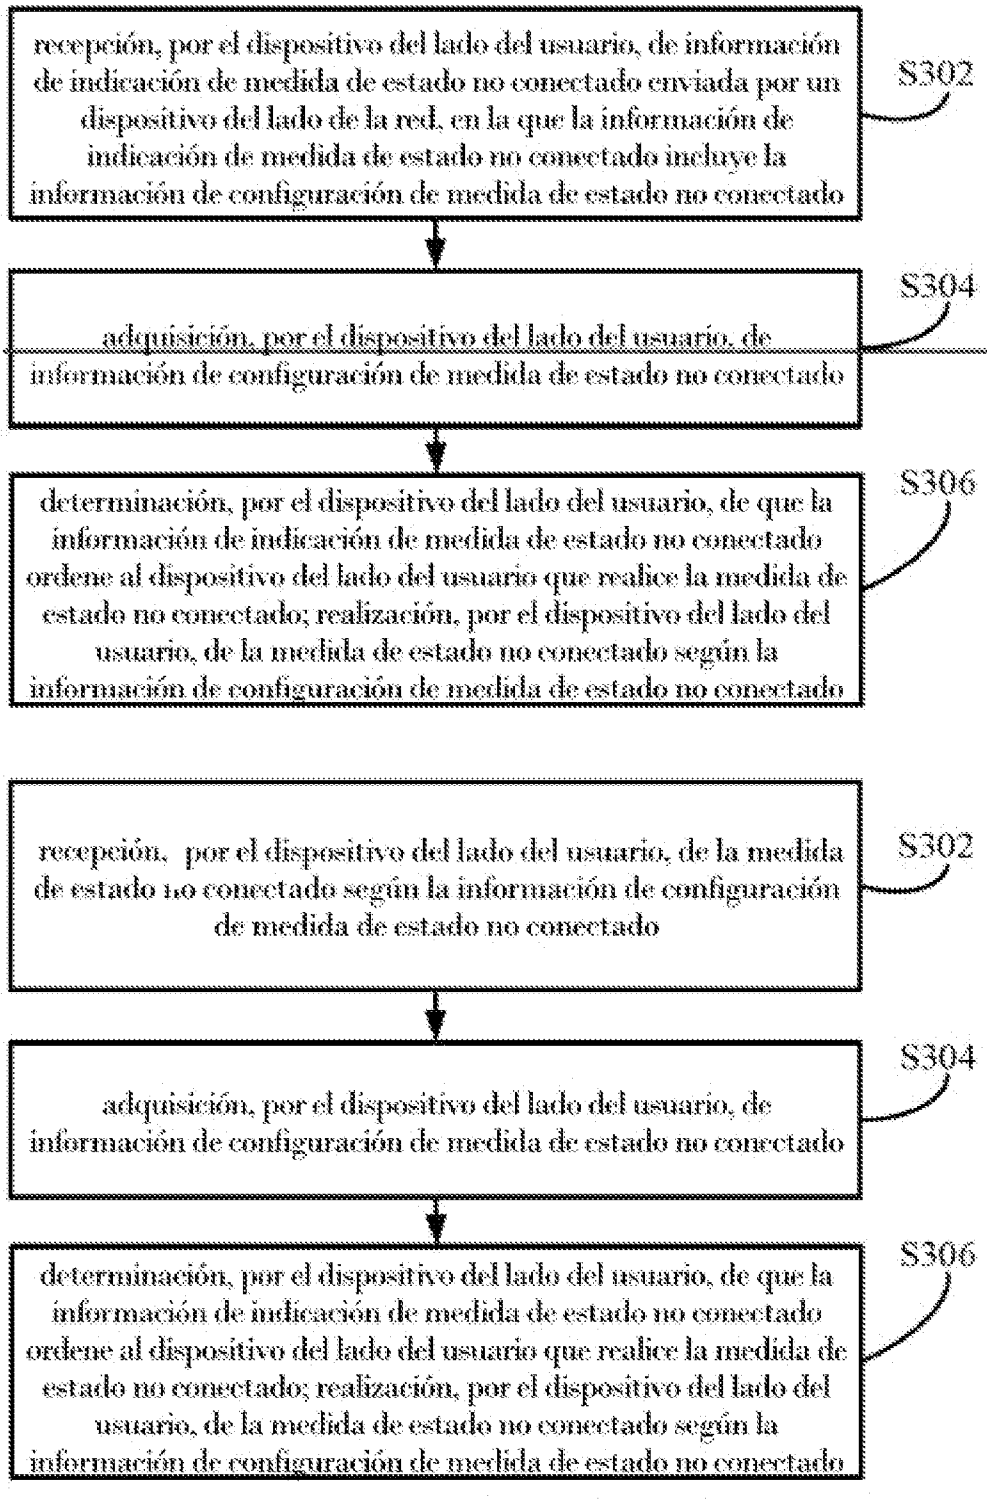 recepción, por el dispositivo del lado del usuario, de información
de indicación de medida de estado no conectado enviada por un
dispositivo del lado de la red, en la que la información de
indicación de medida de estado no conectado incluye la
información de configuración de medida de estado no conectado
S302
adquisición, por el dispositivo del lado del usuario, de
información de configuración de medida de estado no conectado
S304
determinación, por el dispositivo del lado del usuario, de que la
información de indicación de medida de estado no conectado
ordene al dispositivo del lado del usuario que realice la medida de
estado no conectado; realización, por el dispositivo del lado del
usuario, de la medida de estado no conectado según la
información de configuración de medida de estado no conectado
S306
recepción, por el dispositivo del lado del usuario, de la medida
de estado no conectado según la información de configuración
de medida de estado no conectado
S302
adquisición, por el dispositivo del lado del usuario, de
información de configuración de medida de estado no conectado
S304
determinación, por el dispositivo del lado del usuario, de que la
información de indicación de medida de estado no conectado
ordene al dispositivo del lado del usuario que realice la medida de
estado no conectado; realización, por el dispositivo del lado del
usuario, de la medida de estado no conectado según la
información de configuración de medida de estado no conectado
S306